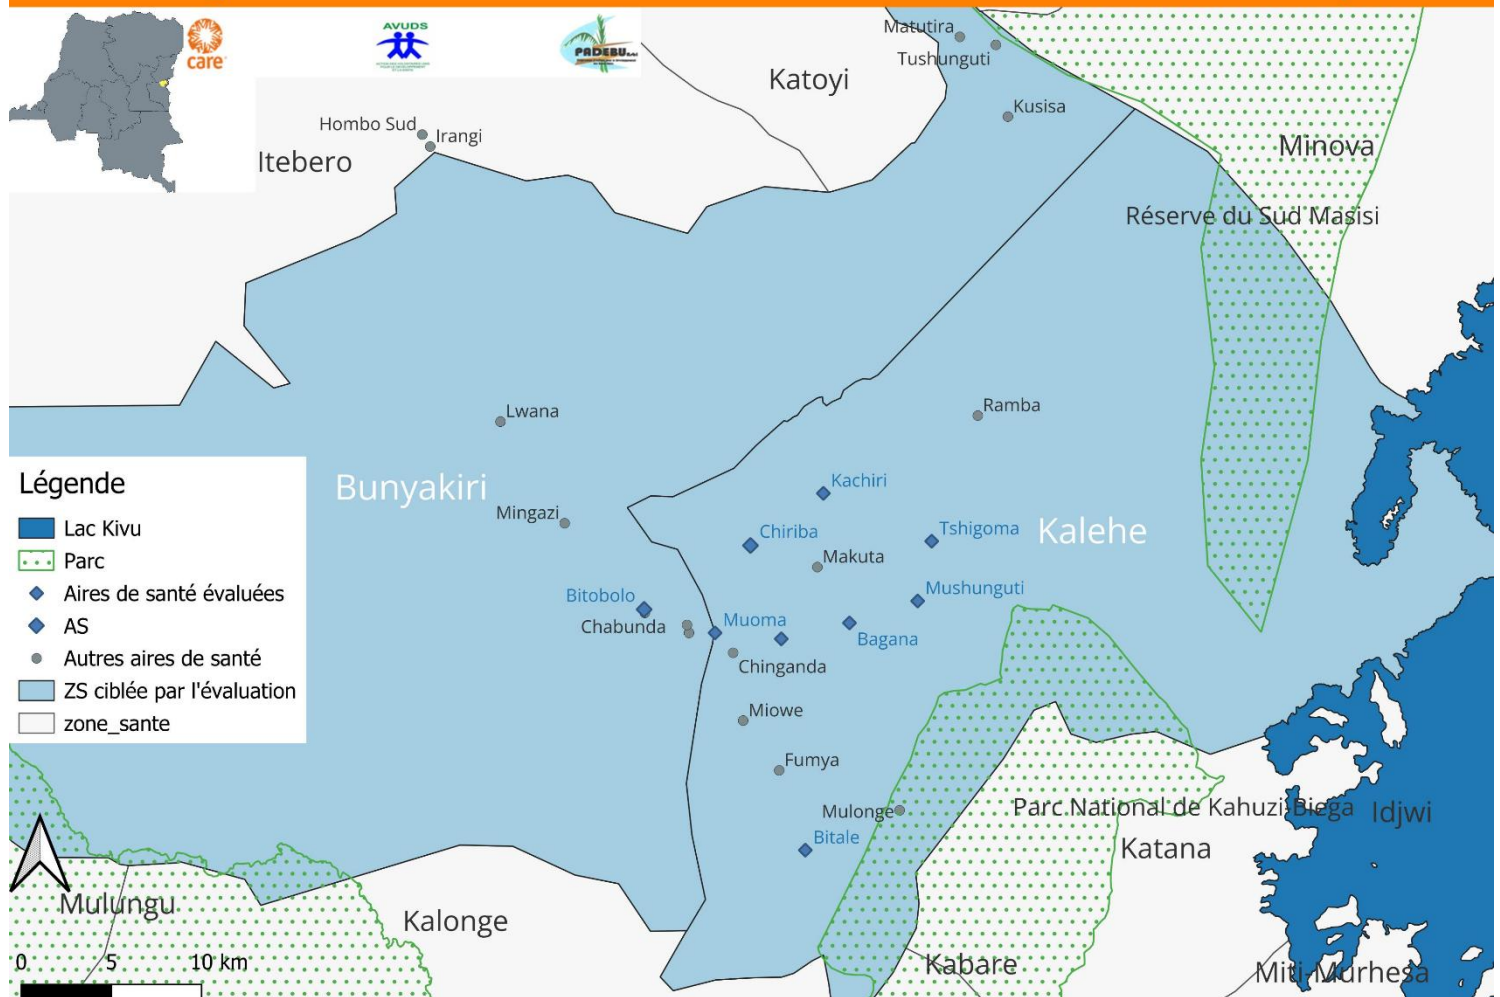 care
AVUDS
PADEBU
Matutira
Tushunguti
Katoyi
Kusisa
Hombo Sud
Irangi
Itebero
Minova
Réserve du Sud Masisi
Lwana
Ramba
Légende
Lac Kivu
Parc
Aires de santé évaluées
AS
Autres aires de santé
ZS ciblée par l'évaluation
zone_sante
Bunyakiri
Kachiri
Mingazi
Chiriba
Tshigoma
Kalehe
Makuta
Bitobolo
Mushunguti
Chabunda
Muoma
Bagana
Chinganda
Miowe
Fumya
Mulonge
Parc National de Kahuzi-Biega
Idjwi
Bitale
Katana
Mulungu
Kalonge
Kabare
Miti-Murhesa
0 5 10 km